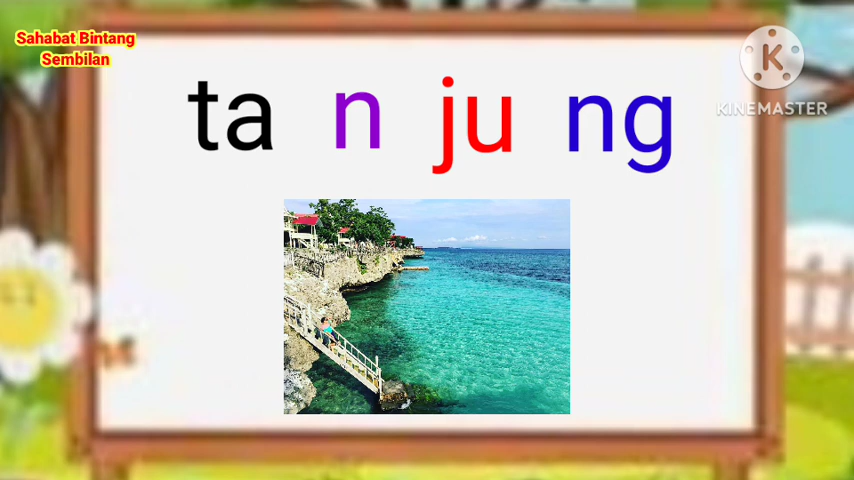 Sahabat Bintang
Sembilan
ta n ju ng
K
KINEMASTER